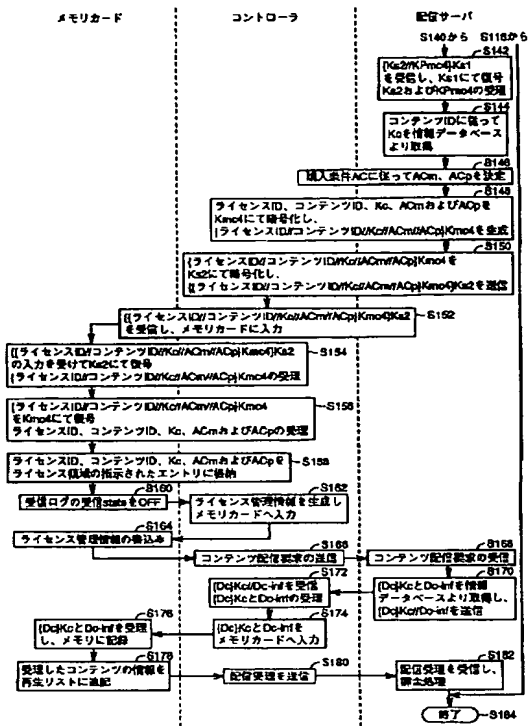 メモリカード
コントローラ
配信サーバ
S140から S116から
S142
{Ks2//KPmc4}Ks1
を受信し、Ks1にて復号
Ks2およびKPmc4の受理
S144
コンテンツIDに従って
Kcを情報データベース
より取得
S146
購入条件ACに従ってACm、ACpを決定
S148
ライセンスID、コンテンツID、Kc、ACmおよびACpを
Kmc4にて暗号化し、
{ライセンスID//コンテンツID//Kc//ACm//ACp}Kmc4を生成
S150
{ライセンスID//コンテンツID//Kc//ACm//ACp}Kmc4を
Ks2にて暗号化し、
{{ライセンスID//コンテンツID//Kc//ACm//ACp}Kmc4}Ks2を送信
S152
{{ライセンスID//コンテンツID//Kc//ACm//ACp}Kmc4}Ks2
を受信し、メモリカードに入力
S154
{{ライセンスID//コンテンツID//Kc//ACm//ACp}Kmc4}Ks2
の入力を受けてKs2にて復号
{ライセンスID//コンテンツID//Kc//ACm//ACp}Kmc4の受理
S156
{ライセンスID//コンテンツID//Kc//ACm//ACp}Kmc4
をKmc4にて復号
ライセンスID、コンテンツID、Kc、ACmおよびACpの受理
S158
ライセンスID、コンテンツID、Kc、ACmおよびACpを
ライセンス領域の指示されたエントリに格納
S160
受信ログの受信stateをOFF
S162
ライセンス管理情報を生成し
メモリカードへ入力
S164
ライセンス管理情報の書込み
S166
コンテンツ配信要求の送信
S168
コンテンツ配信要求の受信
S170
{Dc}KcとDc-infを情報
データベースより取得し、
{Dc}Kc//Dc-infを送信
S172
{Dc}Kc//Dc-infを受信
{Dc}KcとDc-infの受理
S174
{Dc}KcとDc-infを
メモリカードへ入力
S176
{Dc}KcとDc-infを受理
し、メモリに記録
S178
受理したコンテンツの情報を
再生リストに追記
S180
配信受理を送信
S182
配信受理を受信し、
課金処理
終了
S184